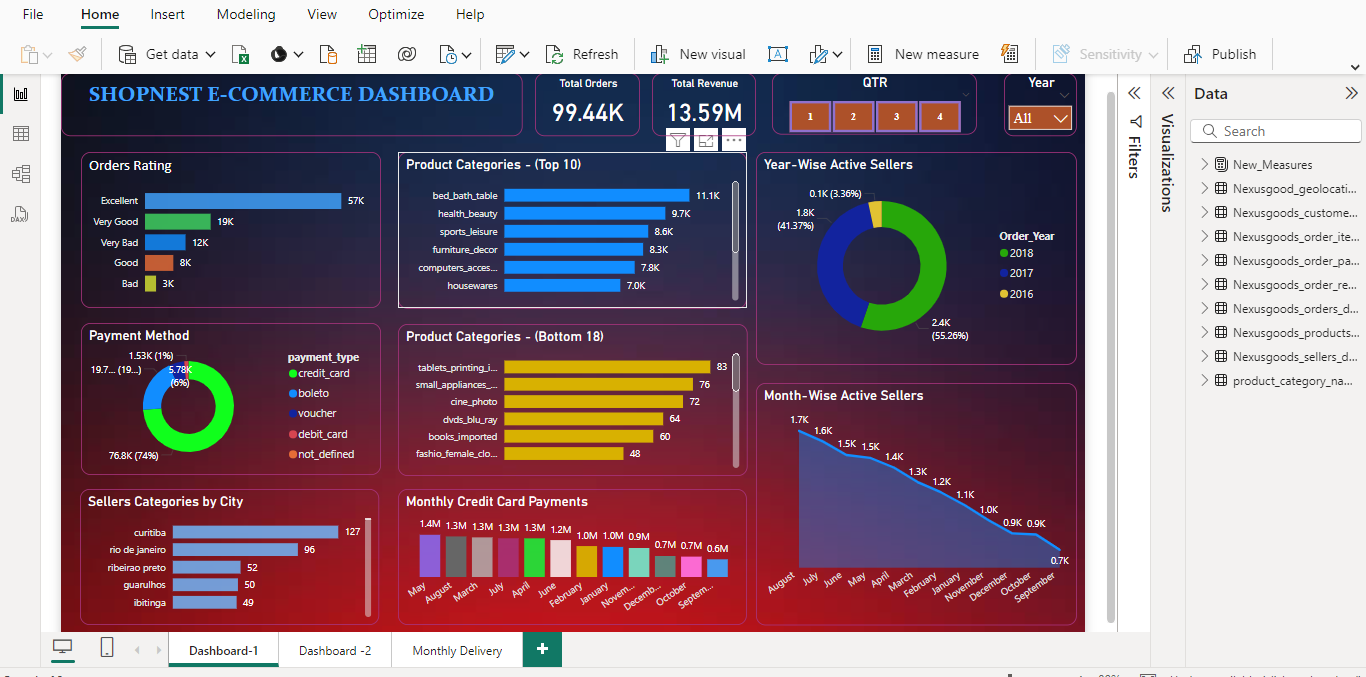 File Home Insert Modeling View Optimize Help
Get data Refresh New visual New measure Sensitivity Publish
SHOPNEST E-COMMERCE DASHBOARD
Total Orders
99.44K
Total Revenue
13.59M
QTR
1 2 3 4
Year
All
Orders Rating
Excellent 57K
Very Good 19K
Very Bad 12K
Good 8K
Bad 3K
Product Categories - (Top 10)
bed_bath_table 11.1K
health_beauty 9.7K
sports_leisure 8.6K
furniture_decor 8.3K
computers_acces... 7.8K
housewares 7.0K
Year-Wise Active Sellers
0.1K (3.36%)
1.8K
(41.37%)
2.4K
(55.26%)
Order_Year
2018
2017
2016
Payment Method
1.53K (1%)
19.7... (19...)
5.78K
(6%)
76.8K (74%)
payment_type
credit_card
boleto
voucher
debit_card
not_defined
Product Categories - (Bottom 18)
tablets_printing_i... 83
small_appliances_... 76
cine_photo 72
dvds_blu_ray 64
books_imported 60
fashio_female_clo... 48
Month-Wise Active Sellers
1.7K 1.6K 1.5K 1.5K 1.4K 1.3K 1.2K 1.1K 1.0K 0.9K 0.9K 0.7K
August July June May April March February January November December October September
Sellers Categories by City
curitiba 127
rio de janeiro 96
ribeirao preto 52
guarulhos 50
ibitinga 49
Monthly Credit Card Payments
1.4M 1.3M 1.3M 1.3M 1.3M 1.2M 1.0M 1.0M 0.9M 0.7M 0.7M 0.6M
May August March July April June February January Novem... Decemb... October Septem...
Filters
Visualizations
Data
Search
New_Measures
Nexusgood_geolocati...
Nexusgoods_custome...
Nexusgoods_order_ite...
Nexusgoods_order_pa...
Nexusgoods_order_re...
Nexusgoods_orders_d...
Nexusgoods_products...
Nexusgoods_sellers_d...
product_category_na...
Dashboard-1 Dashboard -2 Monthly Delivery